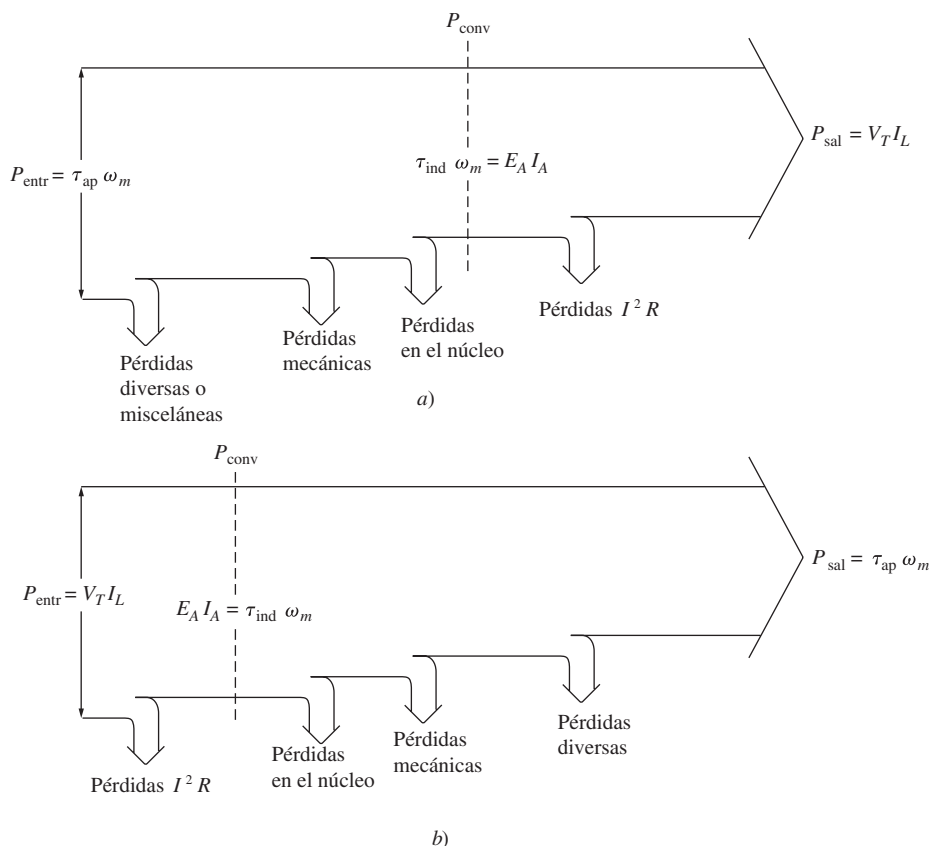 P_conv
P_entr = τ_ap ω_m
τ_ind ω_m = E_A I_A
P_sal = V_T I_L
Pérdidas
diversas o
misceláneas
Pérdidas
mecánicas
Pérdidas
en el núcleo
Pérdidas I² R
a)
P_conv
P_entr = V_T I_L
E_A I_A = τ_ind ω_m
P_sal = τ_ap ω_m
Pérdidas I² R
Pérdidas
en el núcleo
Pérdidas
mecánicas
Pérdidas
diversas
b)